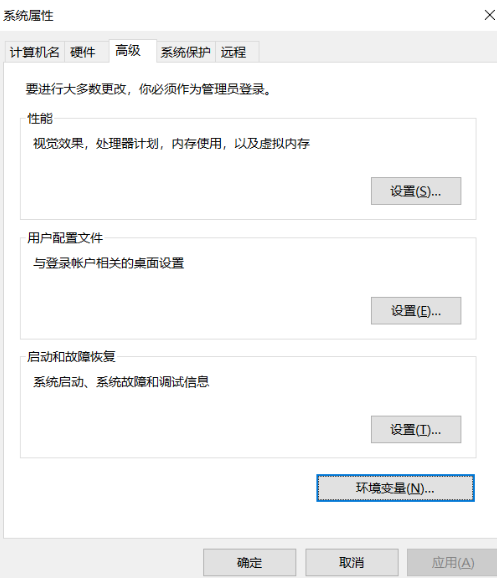 系统属性
计算机名 硬件 高级 系统保护 远程
要进行大多数更改，你必须作为管理员登录。
性能
视觉效果，处理器计划，内存使用，以及虚拟内存
设置(S)...
用户配置文件
与登录帐户相关的桌面设置
设置(E)...
启动和故障恢复
系统启动、系统故障和调试信息
设置(T)...
环境变量(N)...
确定 取消 应用(A)